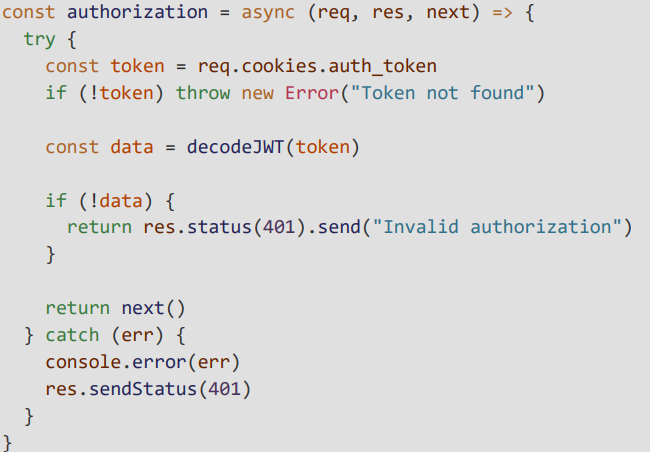 const authorization = async (req, res, next) => {
  try {
    const token = req.cookies.auth_token
    if (!token) throw new Error("Token not found")

    const data = decodeJWT(token)

    if (!data) {
      return res.status(401).send("Invalid authorization")
    }

    return next()
  } catch (err) {
    console.error(err)
    res.sendStatus(401)
  }
}